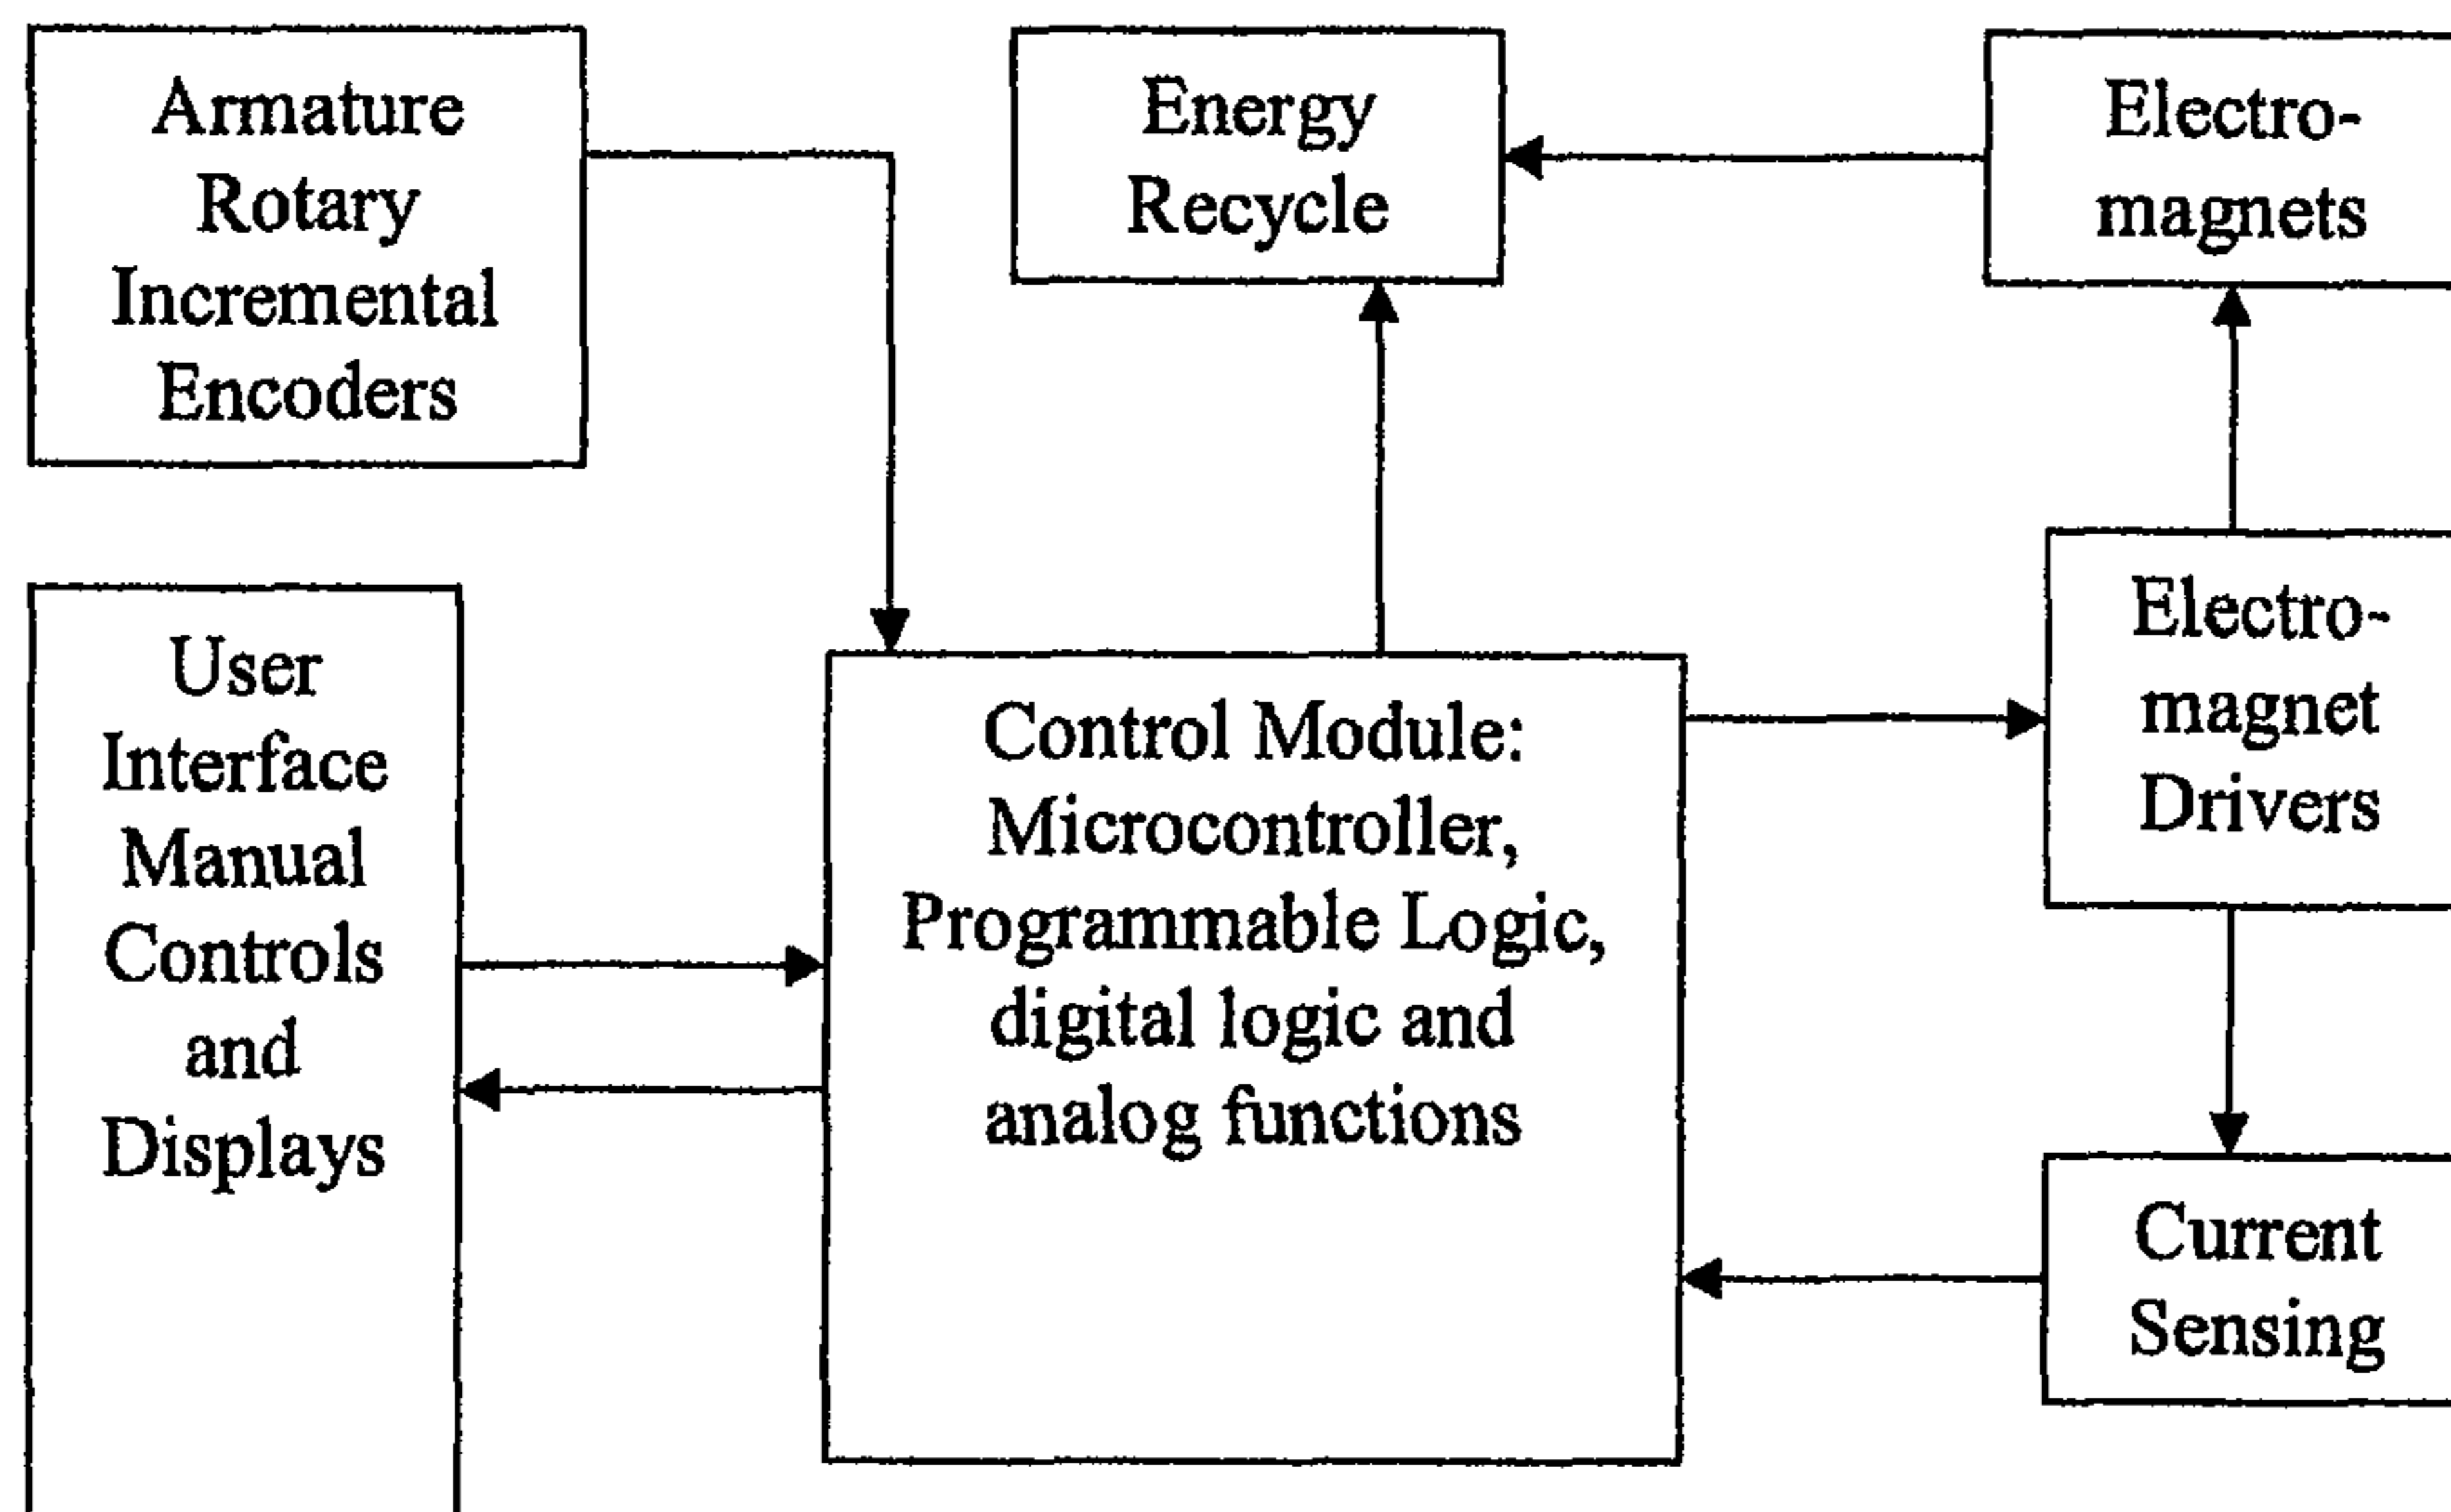 Armature
Rotary
Incremental
Encoders
Energy
Recycle
Electro-
magnets
User
Interface
Manual
Controls
and
Displays
Control Module:
Microcontroller,
Programmable Logic,
digital logic and
analog functions
Electro-
magnet
Drivers
Current
Sensing